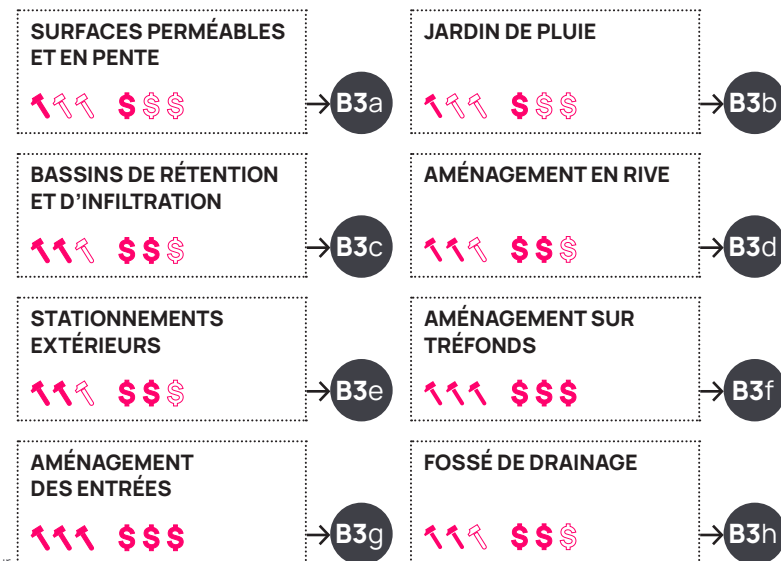 SURFACES PERMÉABLES
ET EN PENTE
$$$
B3a
JARDIN DE PLUIE
$$$
B3b
BASSINS DE RÉTENTION
ET D'INFILTRATION
$$$
B3c
AMÉNAGEMENT EN RIVE
$$$
B3d
STATIONNEMENTS
EXTÉRIEURS
$$$
B3e
AMÉNAGEMENT SUR
TRÉFONDS
$$$
B3f
AMÉNAGEMENT
DES ENTRÉES
$$$
B3g
FOSSÉ DE DRAINAGE
$$$
B3h